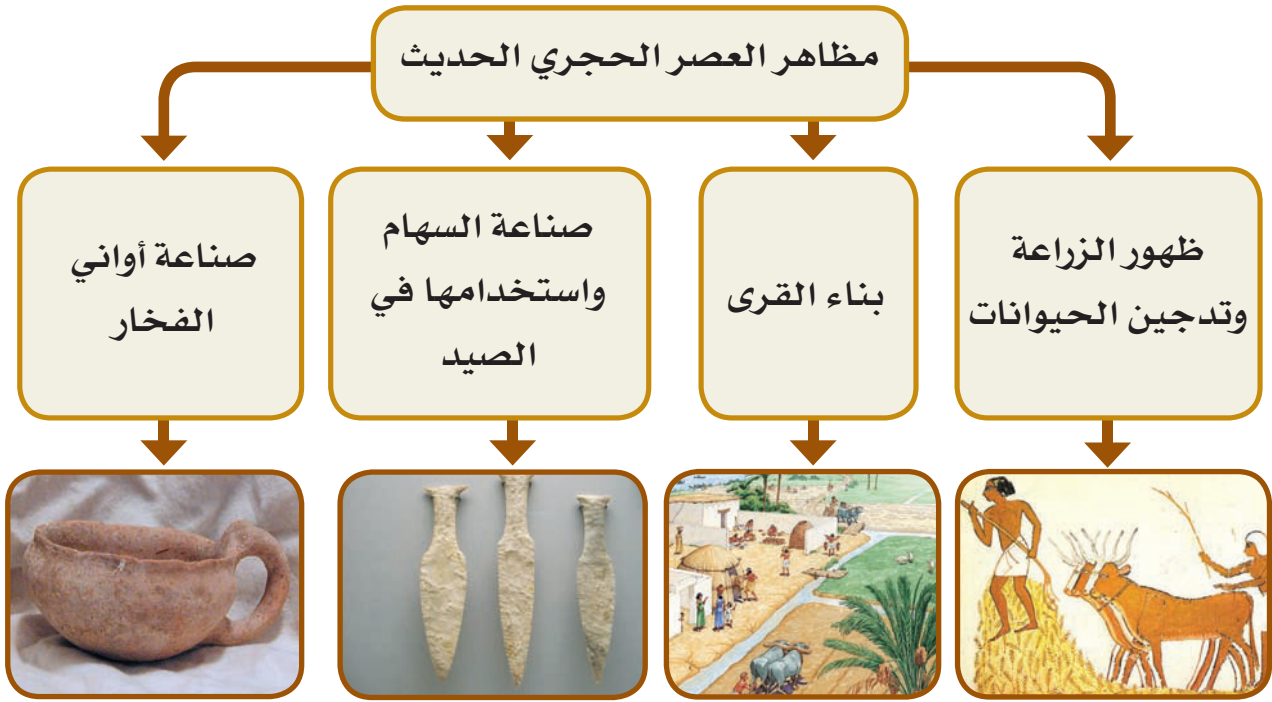 مظاهر العصر الحجري الحديث
ظهور الزراعة
وتدجين الحيوانات
بناء القرى
صناعة السهام
واستخدامها في
الصيد
صناعة أواني
الفخار